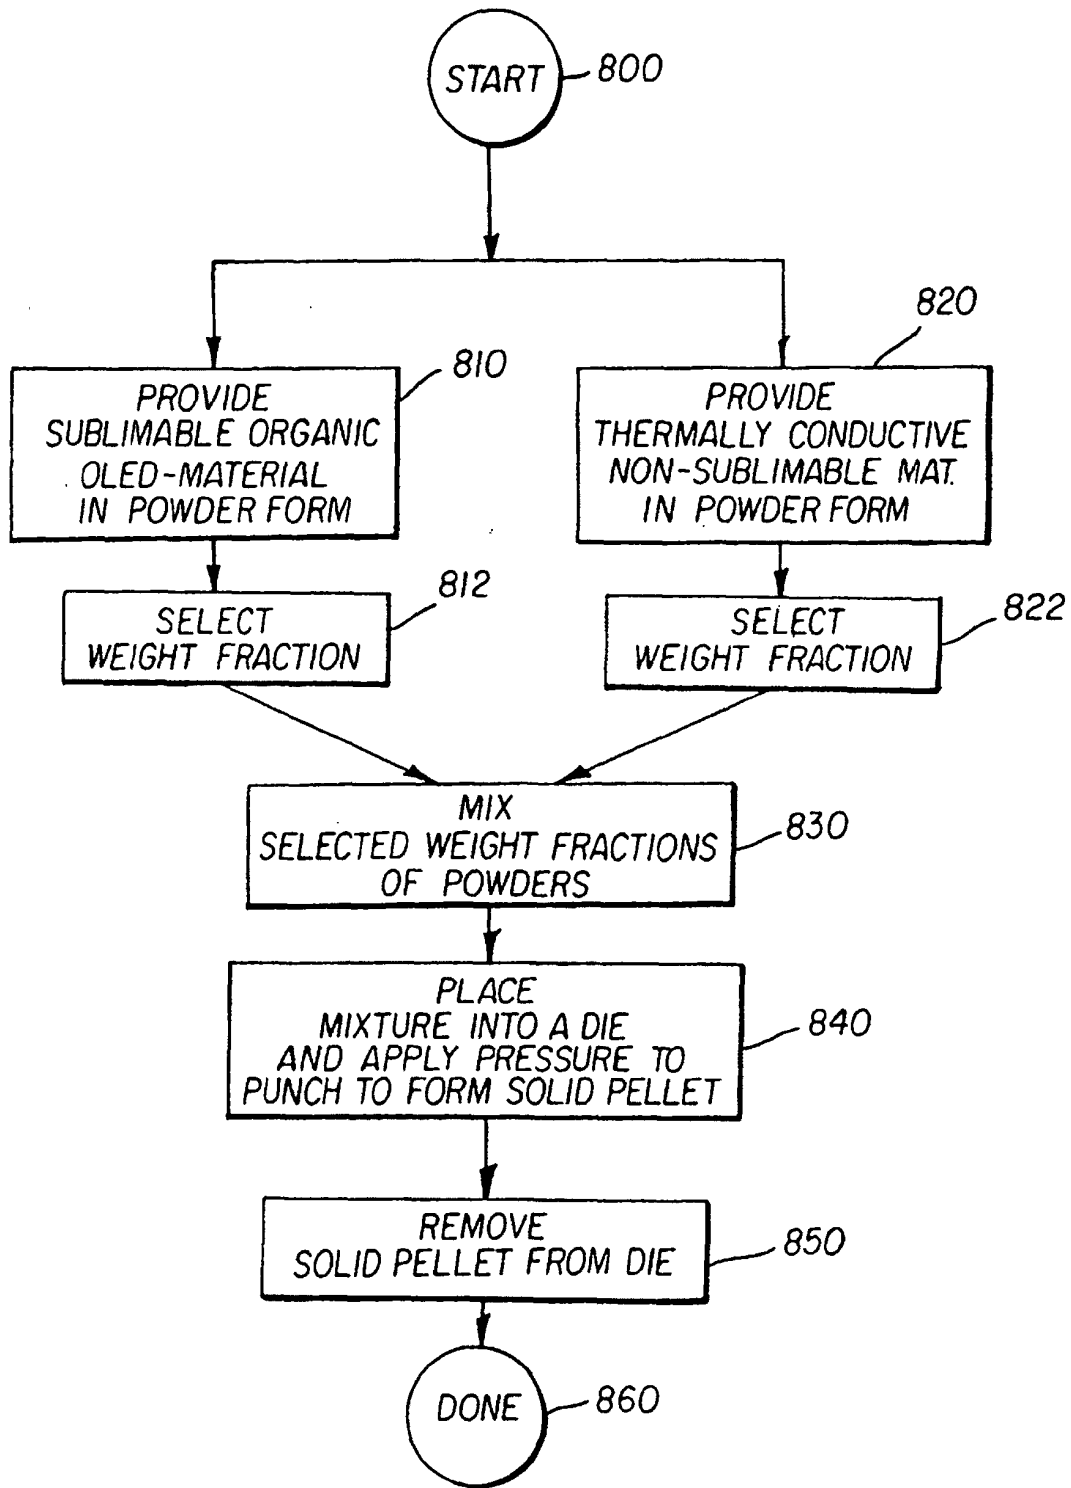 START
800
810
PROVIDE
SUBLIMABLE ORGANIC
OLED-MATERIAL
IN POWDER FORM
820
PROVIDE
THERMALLY CONDUCTIVE
NON-SUBLIMABLE MAT.
IN POWDER FORM
812
SELECT
WEIGHT FRACTION
822
SELECT
WEIGHT FRACTION
MIX
SELECTED WEIGHT FRACTIONS
OF POWDERS
830
PLACE
MIXTURE INTO A DIE
AND APPLY PRESSURE TO
PUNCH TO FORM SOLID PELLET
840
REMOVE
SOLID PELLET FROM DIE
850
DONE
860